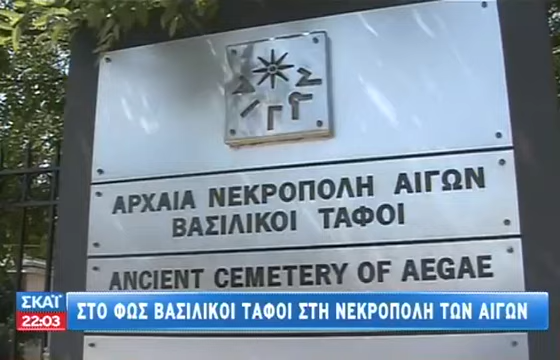 ΑΡΧΑΙΑ ΝΕΚΡΟΠΟΛΗ ΑΙΓΩΝ
ΒΑΣΙΛΙΚΟΙ ΤΑΦΟΙ
ANCIENT CEMETERY OF AEGAE
ΣΚΑΪ
22:03
ΣΤΟ ΦΩΣ ΒΑΣΙΛΙΚΟΙ ΤΑΦΟΙ ΣΤΗ ΝΕΚΡΟΠΟΛΗ ΤΩΝ ΑΙΓΩΝ